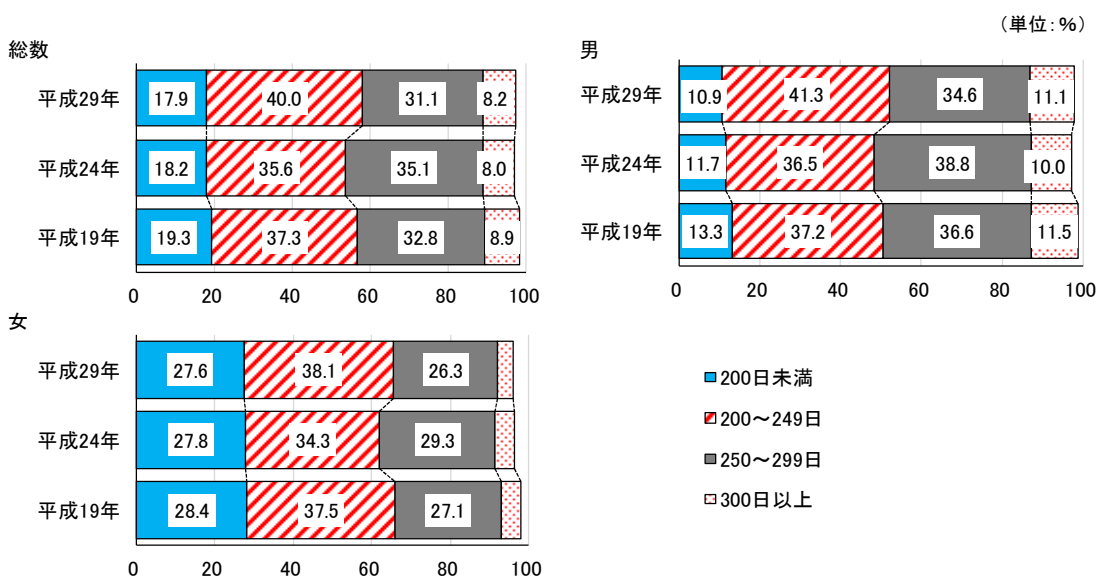 (単位:%)
総数
平成29年 17.9 40.0 31.1 8.2
平成24年 18.2 35.6 35.1 8.0
平成19年 19.3 37.3 32.8 8.9
0 20 40 60 80 100
男
平成29年 10.9 41.3 34.6 11.1
平成24年 11.7 36.5 38.8 10.0
平成19年 13.3 37.2 36.6 11.5
0 20 40 60 80 100
女
平成29年 27.6 38.1 26.3
平成24年 27.8 34.3 29.3
平成19年 28.4 37.5 27.1
0 20 40 60 80 100
200日未満
200~249日
250~299日
300日以上